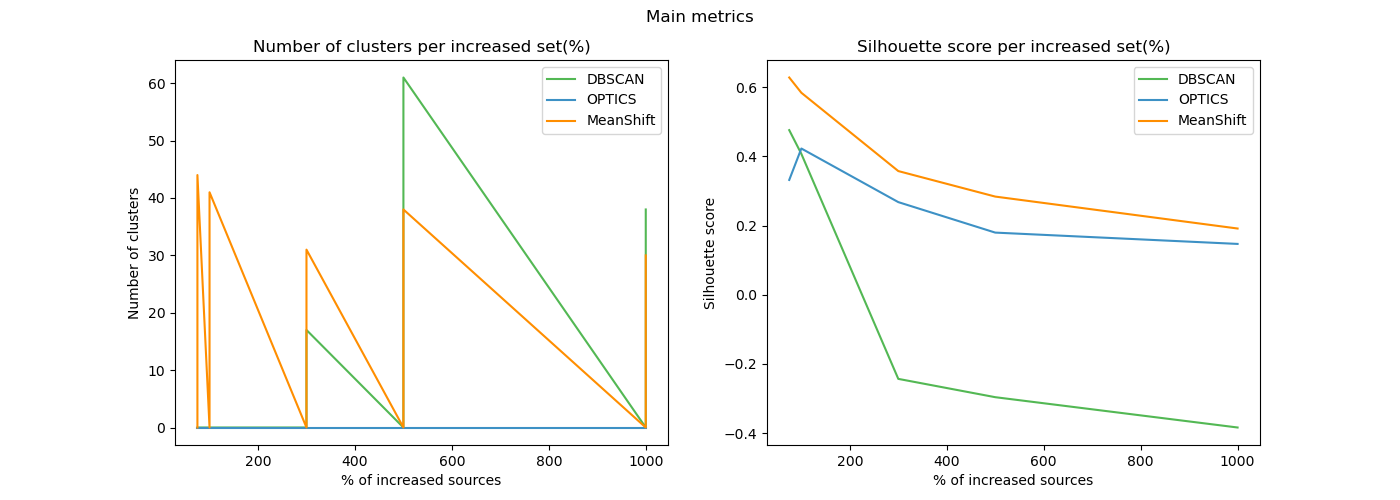 Main metrics
Number of clusters per increased set(%)
DBSCAN
OPTICS
MeanShift
Number of clusters
60
50
40
30
20
10
0
200
400
600
800
1000
% of increased sources
Silhouette score per increased set(%)
DBSCAN
OPTICS
MeanShift
Silhouette score
0.6
0.4
0.2
0.0
−0.2
−0.4
200
400
600
800
1000
% of increased sources